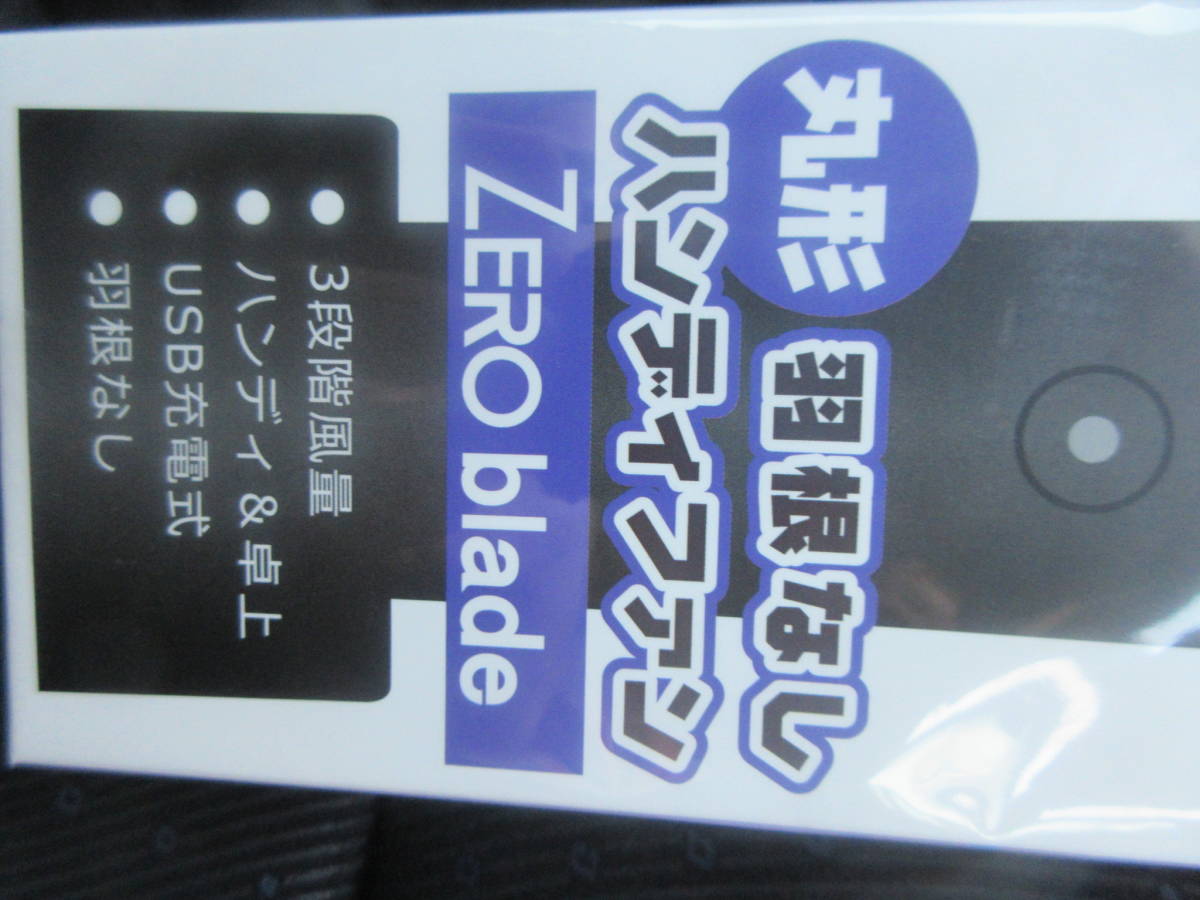 丸形
羽根なし
ハンディファン
ZERO blade
● 3段階風量
● ハンディ&卓上
● USB充電式
● 羽根なし